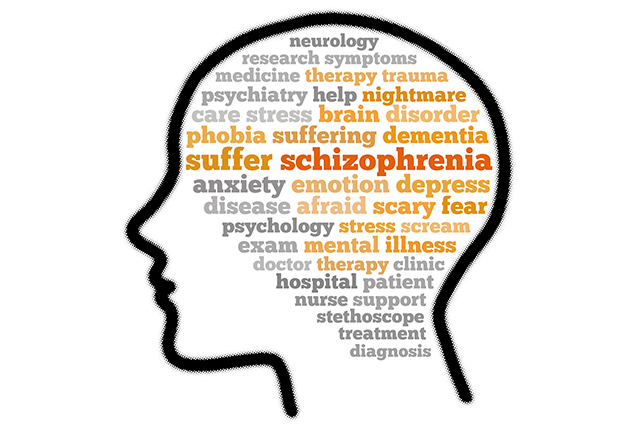 neurology
research symptoms
medicine therapy trauma
psychiatry help nightmare
care stress brain disorder
phobia suffering dementia
suffer schizophrenia
anxiety emotion depress
disease afraid scary fear
psychology stress scream
exam mental illness
doctor therapy clinic
hospital patient
nurse support
stethoscope
treatment
diagnosis